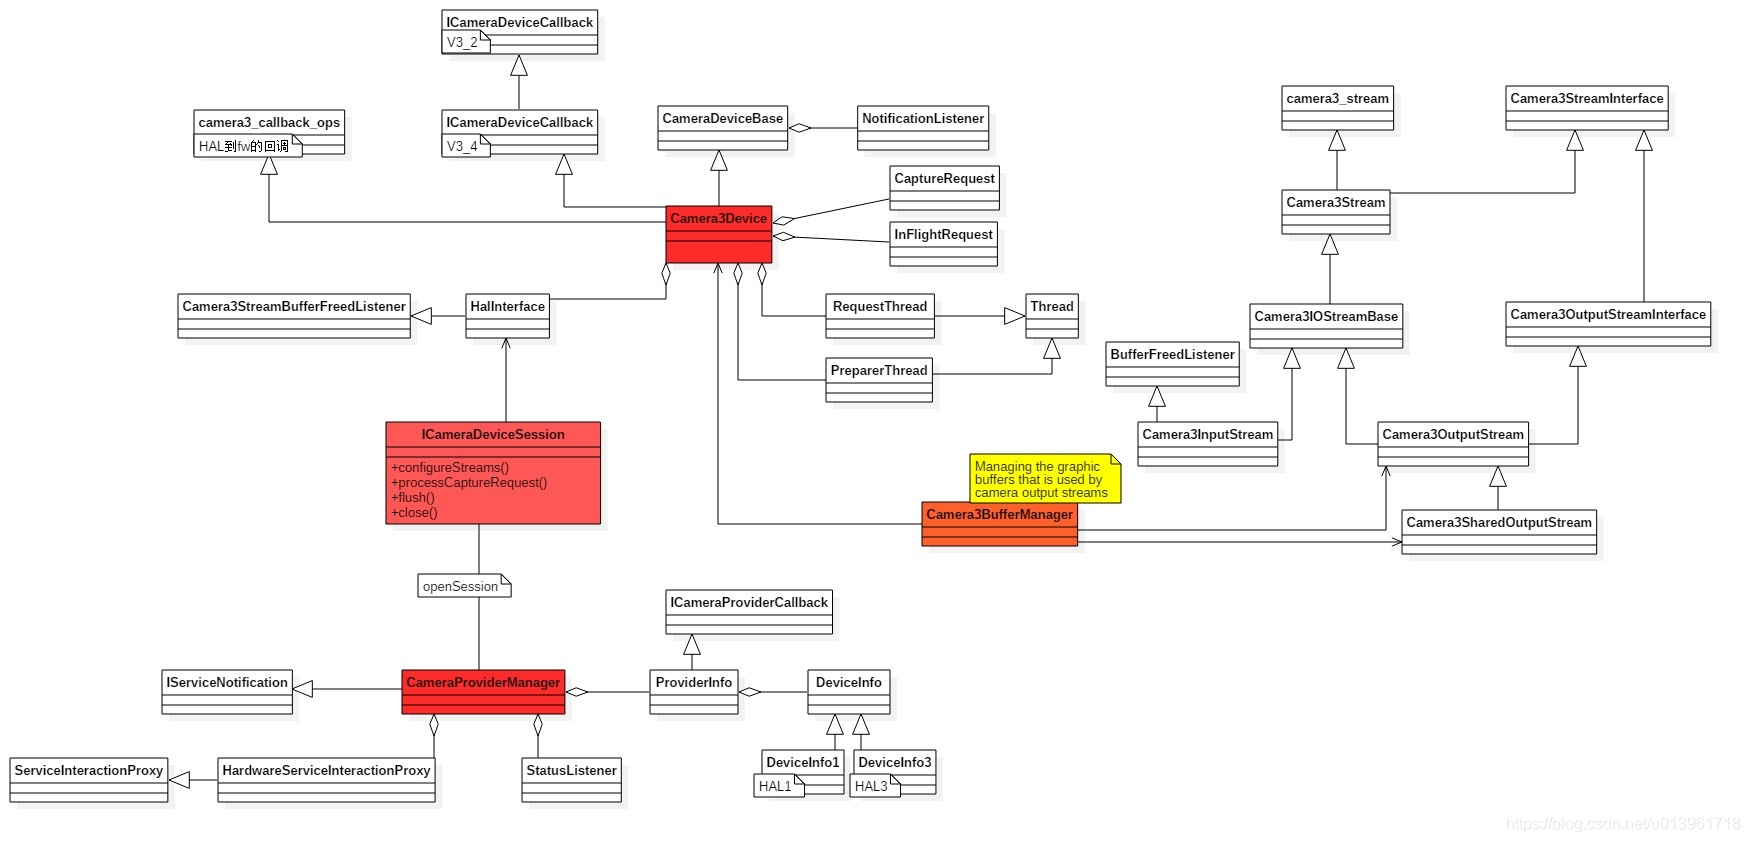 ICameraDeviceCallback
V3_2
camera3_callback_ops
HAL到fw的回调
ICameraDeviceCallback
V3_4
CameraDeviceBase
NotificationListener
camera3_stream
Camera3StreamInterface
CaptureRequest
Camera3Device
InFlightRequest
Camera3Stream
Camera3StreamBufferFreedListener
HalInterface
RequestThread
Thread
PreparerThread
Camera3IOStreamBase
Camera3OutputStreamInterface
BufferFreedListener
Camera3InputStream
Camera3OutputStream
ICameraDeviceSession
+configureStreams()
+processCaptureRequest()
+flush()
+close()
Managing the graphic
buffers that is used by
camera output streams
Camera3BufferManager
Camera3SharedOutputStream
openSession
ICameraProviderCallback
IServiceNotification
CameraProviderManager
ProviderInfo
DeviceInfo
ServiceInteractionProxy
HardwareServiceInteractionProxy
StatusListener
DeviceInfo1
HAL1
DeviceInfo3
HAL3
https://blog.csdn.net/u013961718